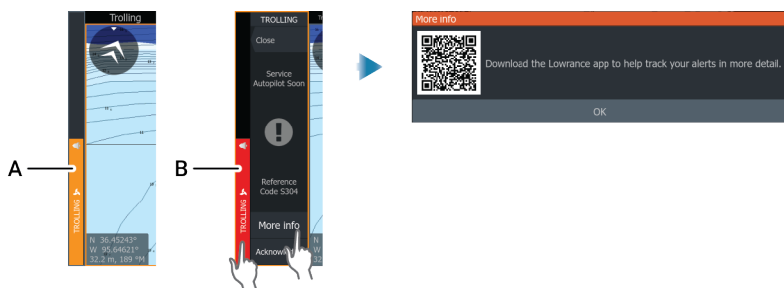 Trolling
A
TROLLING
N 36.45243°
W 95.64621°
32.2 m, 189 °M
B
TROLLING
TROLLING
Close
Service
Autopilot Soon
Reference
Code S304
More info
N
W
32
More info
Download the Lowrance app to help track your alerts in more detail.
OK